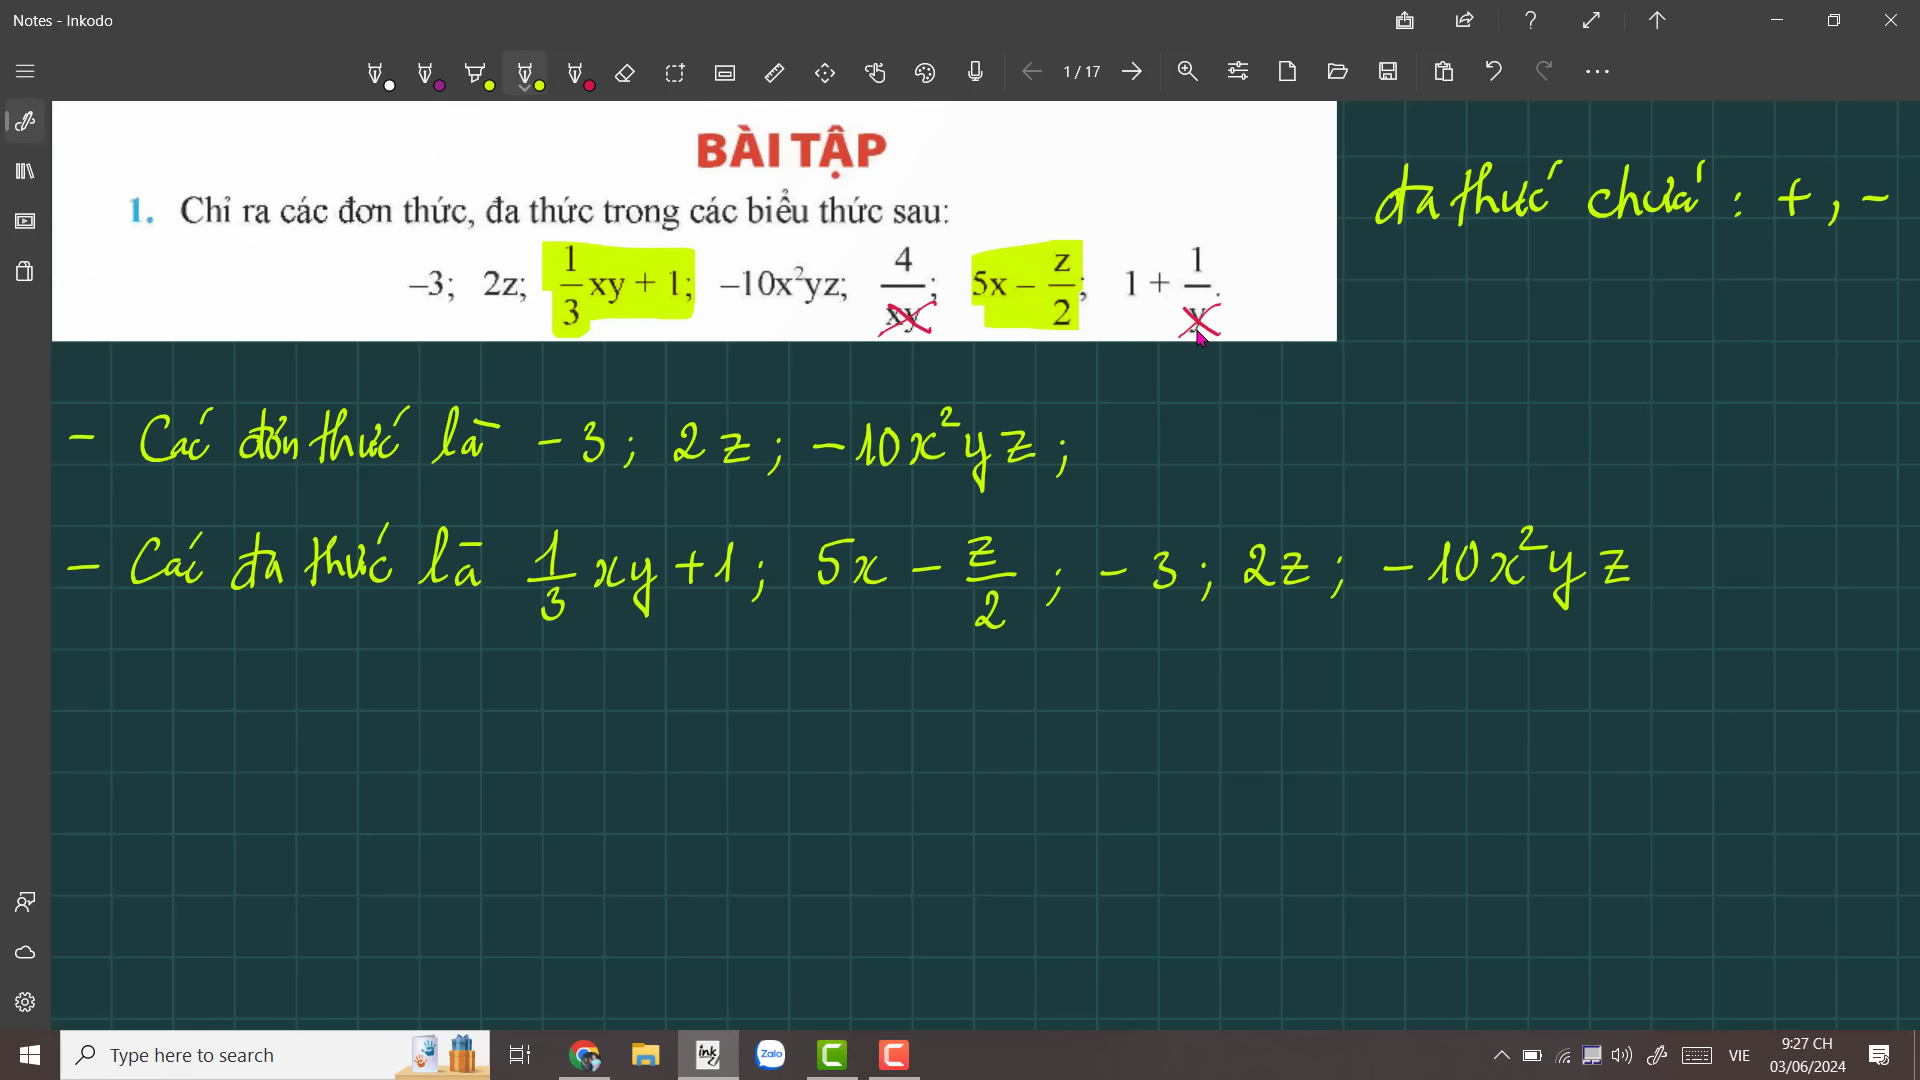 Notes - Inkodo
1 / 17
BÀI TẬP
1. Chỉ ra các đơn thức, đa thức trong các biểu thức sau:
–3; 2z; 1/3 xy + 1; –10x²yz; 4/xy; 5x – z/2; 1 + 1/y.
đa thức chứa : + , -
- Các đơn thức là - 3 ; 2z ; - 10x²yz ;
- Các đa thức là 1/3 xy + 1 ; 5x - z/2 ; - 3 ; 2z ; - 10x²yz
Type here to search
ink
Zalo
VIE
9:27 CH
03/06/2024